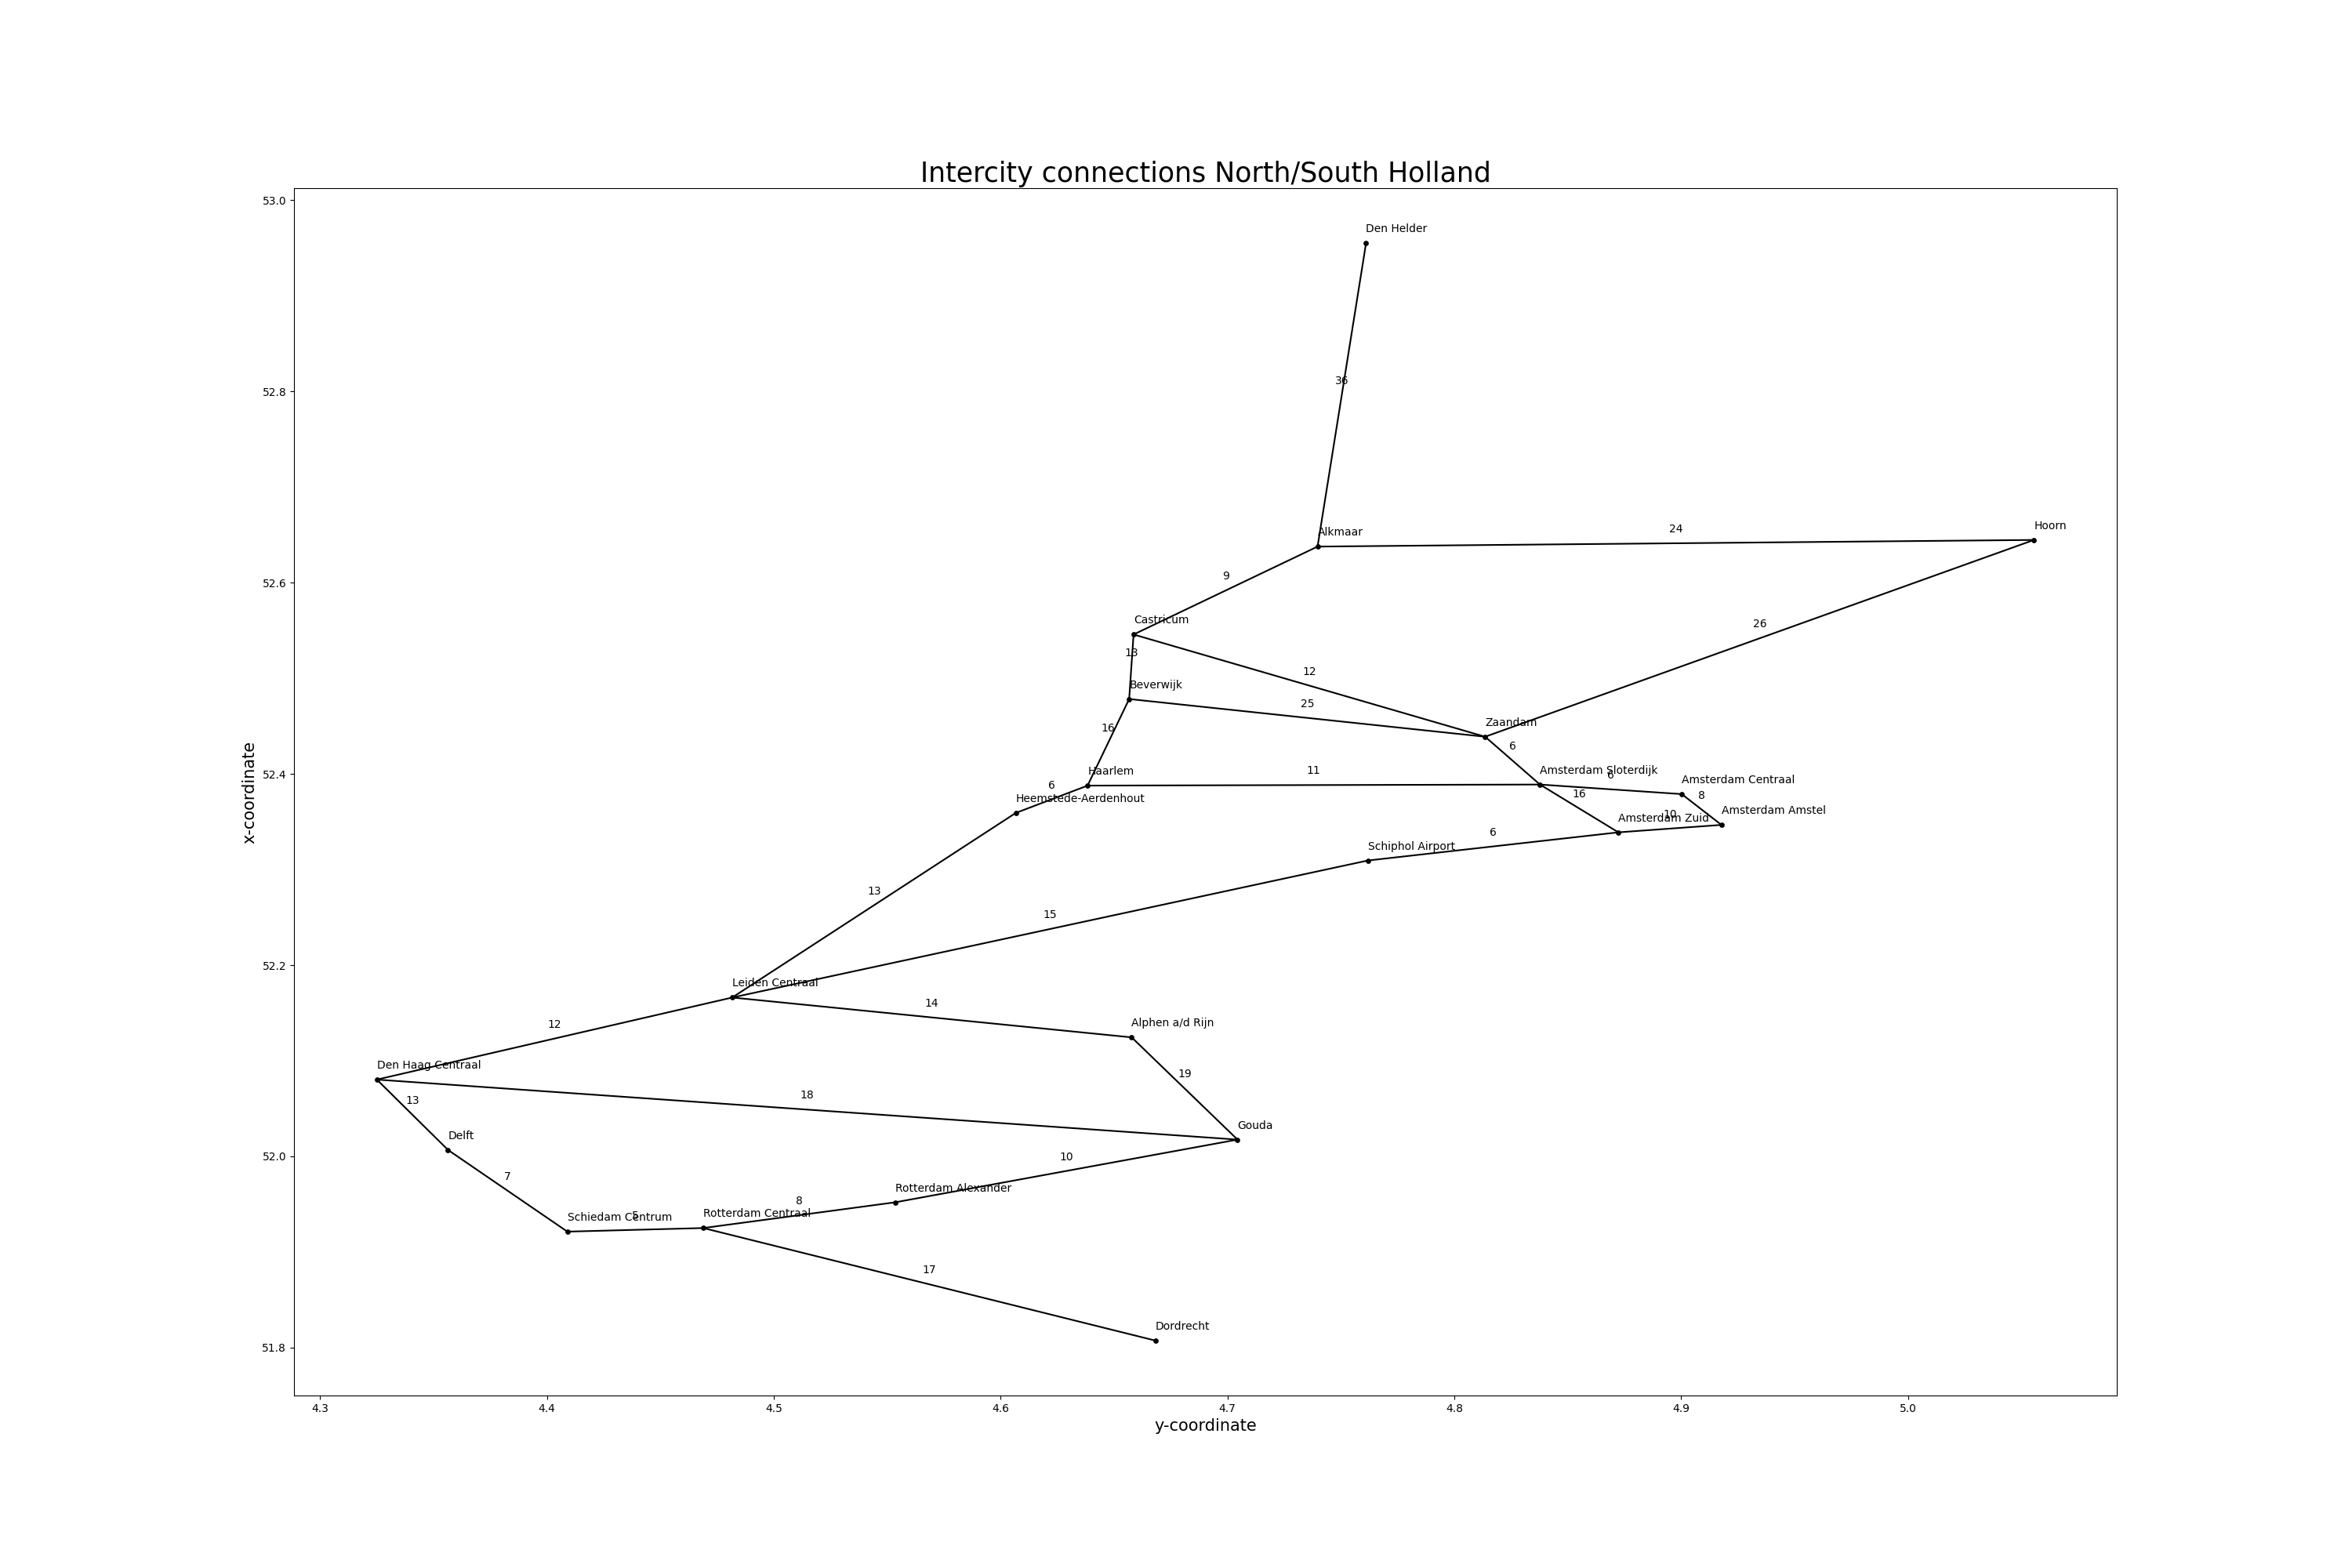 Intercity connections North/South Holland
53.0
Den Helder
52.8
36
Hoorn
24
Alkmaar
52.6
9
26
Castricum
13
12
Beverwijk
25
Zaandam
16
6
52.4
Haarlem
11
Amsterdam Sloterdijk
6
Amsterdam Centraal
6
Heemstede-Aerdenhout
16
8
Amsterdam Amstel
10
Amsterdam Zuid
6
Schiphol Airport
x-coordinate
13
15
52.2
Leiden Centraal
14
12
Alphen a/d Rijn
Den Haag Centraal
19
18
13
Gouda
Delft
52.0
10
7
Rotterdam Alexander
8
Schiedam Centrum
5
Rotterdam Centraal
17
Dordrecht
51.8
4.3 4.4 4.5 4.6 4.7 4.8 4.9 5.0
y-coordinate